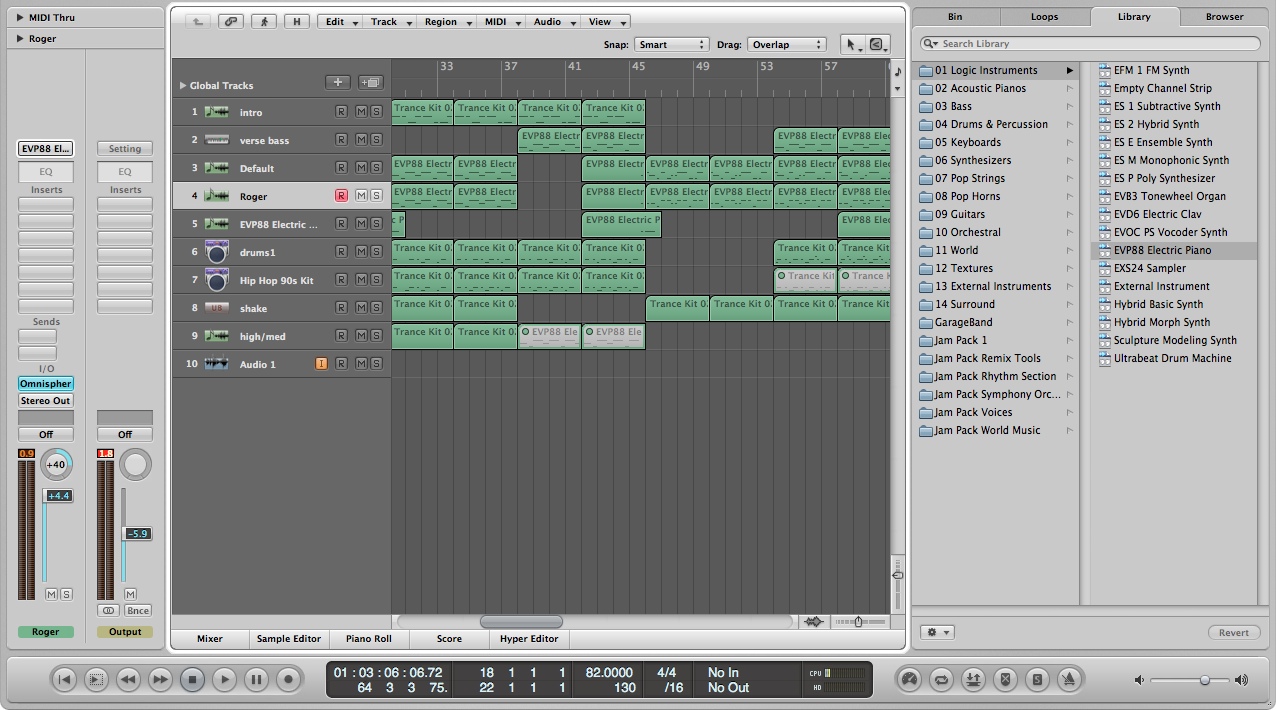 MIDI Thru
Roger
EVP88 El... Setting
EQ EQ
Inserts Inserts
Sends
I/O
Omnispher
Stereo Out
Off Off
0.9 1.8
+40
+4.4
-5.9
M S M
Bnce
Roger Output
H Edit Track Region MIDI Audio View
Snap: Smart Drag: Overlap
33 37 41 45 49 53 57
Global Tracks
1 intro R M S Trance Kit 0. Trance Kit 0. Trance Kit 0. Trance Kit 0.
2 verse bass R M S EVP88 Electr EVP88 Electr EVP88 Electr EVP88 Ele
3 Default R M S EVP88 Electr EVP88 Electr EVP88 Electr EVP88 Electr EVP88 Electr EVP88 Electr EVP88 Ele
4 Roger R M S EVP88 Electr EVP88 Electr EVP88 Electr EVP88 Electr EVP88 Electr EVP88 Electr EVP88 Ele
5 EVP88 Electric ... R M S c P EVP88 Electric P EVP88 Ele
6 drums1 R M S Trance Kit 0. Trance Kit 0. Trance Kit 0. Trance Kit 0. Trance Kit 0. Trance Kit
7 Hip Hop 90s Kit R M S Trance Kit 0. Trance Kit 0. Trance Kit 0. Trance Kit 0. Trance Kit Trance K
8 UB shake R M S Trance Kit 0. Trance Kit 0. Trance Kit 0. Trance Kit 0. Trance Kit 0. Trance Kit
9 high/med R M S Trance Kit 0. Trance Kit 0. EVP88 Ele EVP88 Ele
10 Audio 1 I R M S
Mixer Sample Editor Piano Roll Score Hyper Editor
Bin Loops Library Browser
Search Library
01 Logic Instruments
02 Acoustic Pianos
03 Bass
04 Drums & Percussion
05 Keyboards
06 Synthesizers
07 Pop Strings
08 Pop Horns
09 Guitars
10 Orchestral
11 World
12 Textures
13 External Instruments
14 Surround
GarageBand
Jam Pack 1
Jam Pack Remix Tools
Jam Pack Rhythm Section
Jam Pack Symphony Orc...
Jam Pack Voices
Jam Pack World Music
EFM 1 FM Synth
Empty Channel Strip
ES 1 Subtractive Synth
ES 2 Hybrid Synth
ES E Ensemble Synth
ES M Monophonic Synth
ES P Poly Synthesizer
EVB3 Tonewheel Organ
EVD6 Electric Clav
EVOC PS Vocoder Synth
EVP88 Electric Piano
EXS24 Sampler
External Instrument
Hybrid Basic Synth
Hybrid Morph Synth
Sculpture Modeling Synth
Ultrabeat Drum Machine
Revert
01 : 03 : 06 : 06.72 18 1 1 1 82.0000 4/4 No In CPU
64 3 3 75. 22 1 1 1 130 /16 No Out HD
S